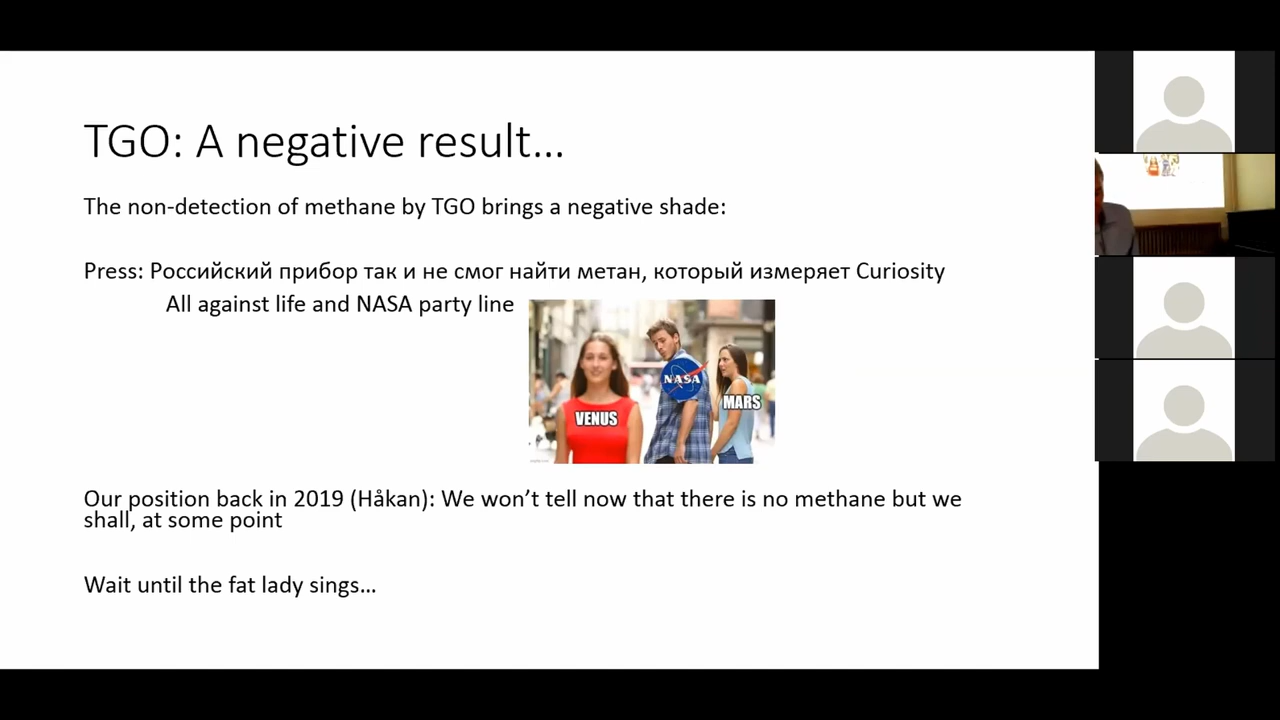 TGO: A negative result...
The non-detection of methane by TGO brings a negative shade:
Press: Российский прибор так и не смог найти метан, который измеряет Curiosity
All against life and NASA party line
NASA
MARS
VENUS
Our position back in 2019 (Håkan): We won't tell now that there is no methane but we
shall, at some point
Wait until the fat lady sings...